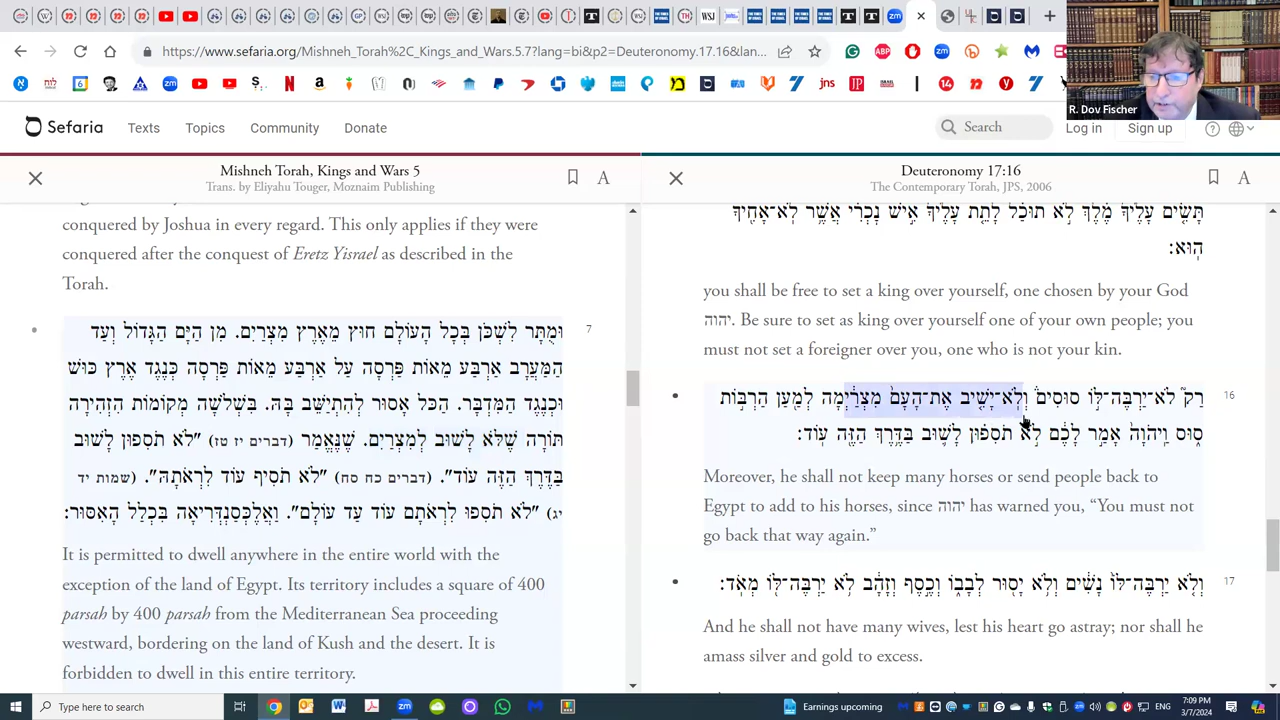 https://www.sefaria.org/Mishneh_Torah%2C_Kings_and_Wars.5.7?lang=bi&p2=Deuteronomy.17.16&lan...
R. Dov Fischer
Sefaria
Texts
Topics
Community
Donate
Search
Log in
Sign up
Mishneh Torah, Kings and Wars 5
Trans. by Eliyahu Touger, Moznaim Publishing
A
conquered by Joshua in every regard. This only applies if they were
conquered after the conquest of Eretz Yisrael as described in the
Torah.
7
וּמֻתָּר לִשְׁכֹּן בְּכָל הָעוֹלָם חוּץ מֵאֶרֶץ מִצְרַיִם. מִן הַיָּם הַגָּדוֹל וְעַד
הַמַּעֲרָב אַרְבַּע מֵאוֹת פַּרְסָה עַל אַרְבַּע מֵאוֹת פַּרְסָה כְּנֶגֶד אֶרֶץ כּוּשׁ
וּכְנֶגֶד הַמִּדְבָּר. הַכּל אָסוּר לְהִתְיַשֵּׁב בָּהּ. בִּשְׁלֹשָׁה מְקוֹמוֹת הִזְהִירָה
תּוֹרָה שֶׁלֹּא לָשׁוּב לְמִצְרַיִם. שֶׁנֶּאֱמַר (דברים יז טז) "לֹא תֹסִפוּן לָשׁוּב
בַּדֶּרֶךְ הַזֶּה עוֹד". (דברים כח סח) "לֹא תֹסִיף עוֹד לִרְאֹתָהּ". (שמות יד
יג) "לֹא תֹסִפוּ לִרְאֹתָם עוֹד עַד עוֹלָם". וַאֲלֶכְּסַנְדְּרִיאָה בִּכְלַל הָאִסּוּר:
It is permitted to dwell anywhere in the entire world with the
exception of the land of Egypt. Its territory includes a square of 400
parsah by 400 parsah from the Mediterranean Sea proceeding
westward, bordering on the land of Kush and the desert. It is
forbidden to dwell in this entire territory.
Deuteronomy 17:16
The Contemporary Torah, JPS, 2006
A
תָּשִׂ֤ים עָלֶ֙יךָ֙ מֶ֔לֶךְ לֹ֣א תוּכַ֗ל לָתֵ֤ת עָלֶ֙יךָ֙ אִ֣ישׁ נׇכְרִ֔י אֲשֶׁ֥ר לֹֽא־אָחִ֖יךָ
הֽוּא׃
you shall be free to set a king over yourself, one chosen by your God
יהוה. Be sure to set as king over yourself one of your own people; you
must not set a foreigner over you, one who is not your kin.
16
רַק֮ לֹא־יַרְבֶּה־לּ֣וֹ סוּסִים֒ וְלֹֽא־יָשִׁ֤יב אֶת־הָעָם֙ מִצְרַ֔יְמָה לְמַ֖עַן הַרְבּ֣וֹת
ס֑וּס וַֽיהֹוָה֙ אָמַ֣ר לָכֶ֔ם לֹ֣א תֹסִפ֗וּן לָשׁ֛וּב בַּדֶּ֥רֶךְ הַזֶּ֖ה עֽוֹד׃
Moreover, he shall not keep many horses or send people back to
Egypt to add to his horses, since יהוה has warned you, “You must not
go back that way again.”
17
וְלֹ֤א יַרְבֶּה־לּוֹ֙ נָשִׁ֔ים וְלֹ֥א יָס֖וּר לְבָב֑וֹ וְכֶ֣סֶף וְזָהָ֔ב לֹ֥א יַרְבֶּה־לּ֖וֹ מְאֹֽד׃
And he shall not have many wives, lest his heart go astray; nor shall he
amass silver and gold to excess.
Type here to search
Earnings upcoming
ENG
7:09 PM
3/7/2024